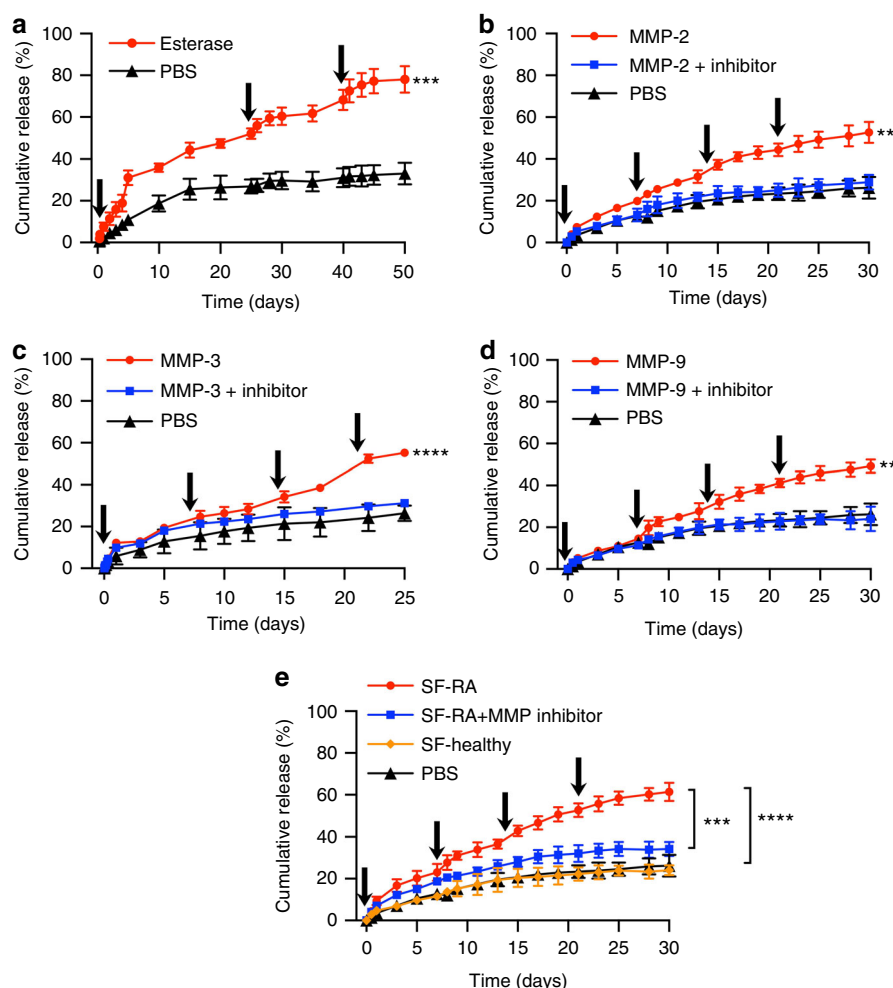 a
Esterase
PBS
Cumulative release (%)
100
80
60
40
20
0
***
0 10 20 30 40 50
Time (days)
b
MMP-2
MMP-2 + inhibitor
PBS
Cumulative release (%)
100
80
60
40
20
0
**
0 5 10 15 20 25 30
Time (days)
c
MMP-3
MMP-3 + inhibitor
PBS
Cumulative release (%)
100
80
60
40
20
0
****
0 5 10 15 20 25
Time (days)
d
MMP-9
MMP-9 + inhibitor
PBS
Cumulative release (%)
100
80
60
40
20
0
**
0 5 10 15 20 25 30
Time (days)
e
SF-RA
SF-RA+MMP inhibitor
SF-healthy
PBS
Cumulative release (%)
100
80
60
40
20
0
*** ****
0 5 10 15 20 25 30
Time (days)